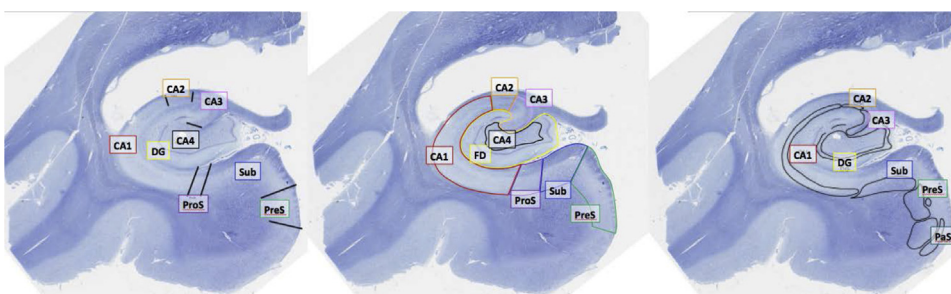 CA2
CA3
CA1
DG
CA4
Sub
ProS
PreS
CA2
CA3
CA4
CA1
FD
Sub
ProS
PreS
CA2
CA3
CA1
DG
Sub
PreS
PaS